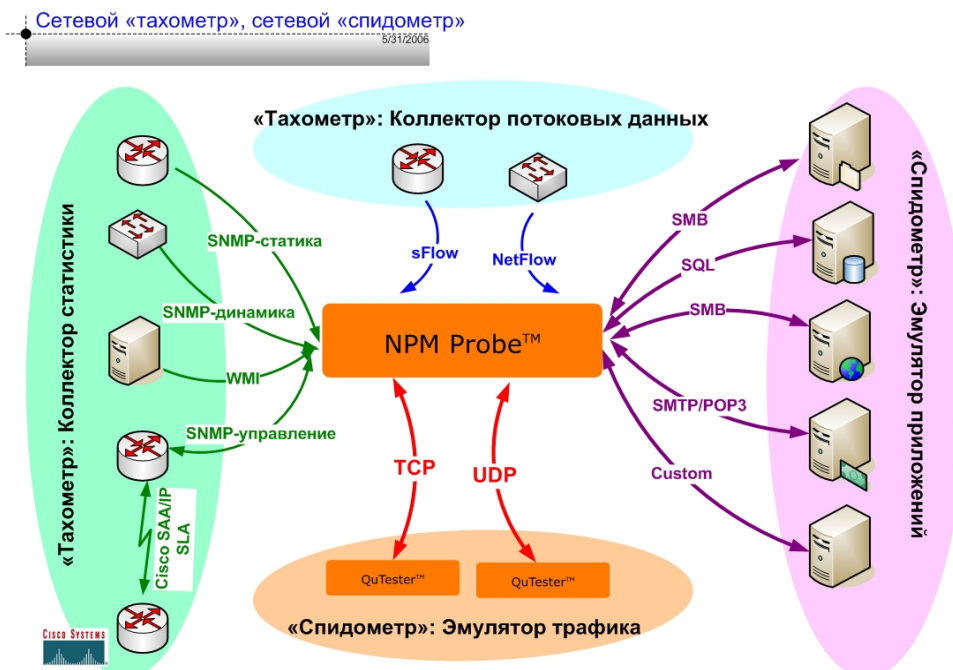 Сетевой «тахометр», сетевой «спидометр»
5/31/2006
«Тахометр»: Коллектор потоковых данных
sFlow
NetFlow
«Тахометр»: Коллектор статистики
SNMP-статика
SNMP-динамика
WMI
SNMP-управление
Cisco SAA/IP
SLA
CISCO SYSTEMS
NPM Probe™
TCP
UDP
QuTester™
QuTester™
«Спидометр»: Эмулятор трафика
SMB
SQL
SMB
SMTP/POP3
Custom
«Спидометр»: Эмулятор приложений